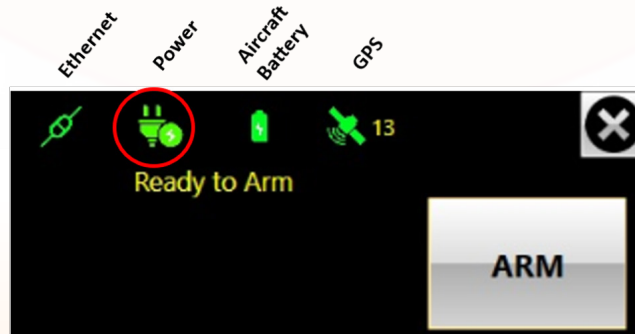 Ethernet
Power
Aircraft
Battery
GPS
13
Ready to Arm
ARM